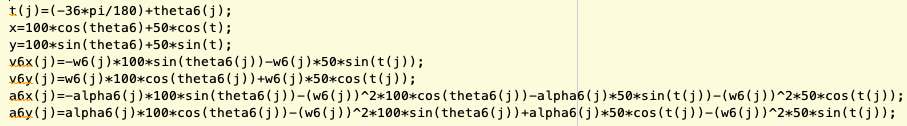 t(j)=(-36*pi/180)+theta6(j);
x=100*cos(theta6)+50*cos(t);
y=100*sin(theta6)+50*sin(t);
v6x(j)=-w6(j)*100*sin(theta6(j))-w6(j)*50*sin(t(j));
v6y(j)=w6(j)*100*cos(theta6(j))+w6(j)*50*cos(t(j));
a6x(j)=-alpha6(j)*100*sin(theta6(j))-(w6(j))^2*100*cos(theta6(j))-alpha6(j)*50*sin(t(j))-(w6(j))^2*50*cos(t(j));
a6y(j)=alpha6(j)*100*cos(theta6(j))-(w6(j))^2*100*sin(theta6(j))+alpha6(j)*50*cos(t(j))-(w6(j))^2*50*sin(t(j));